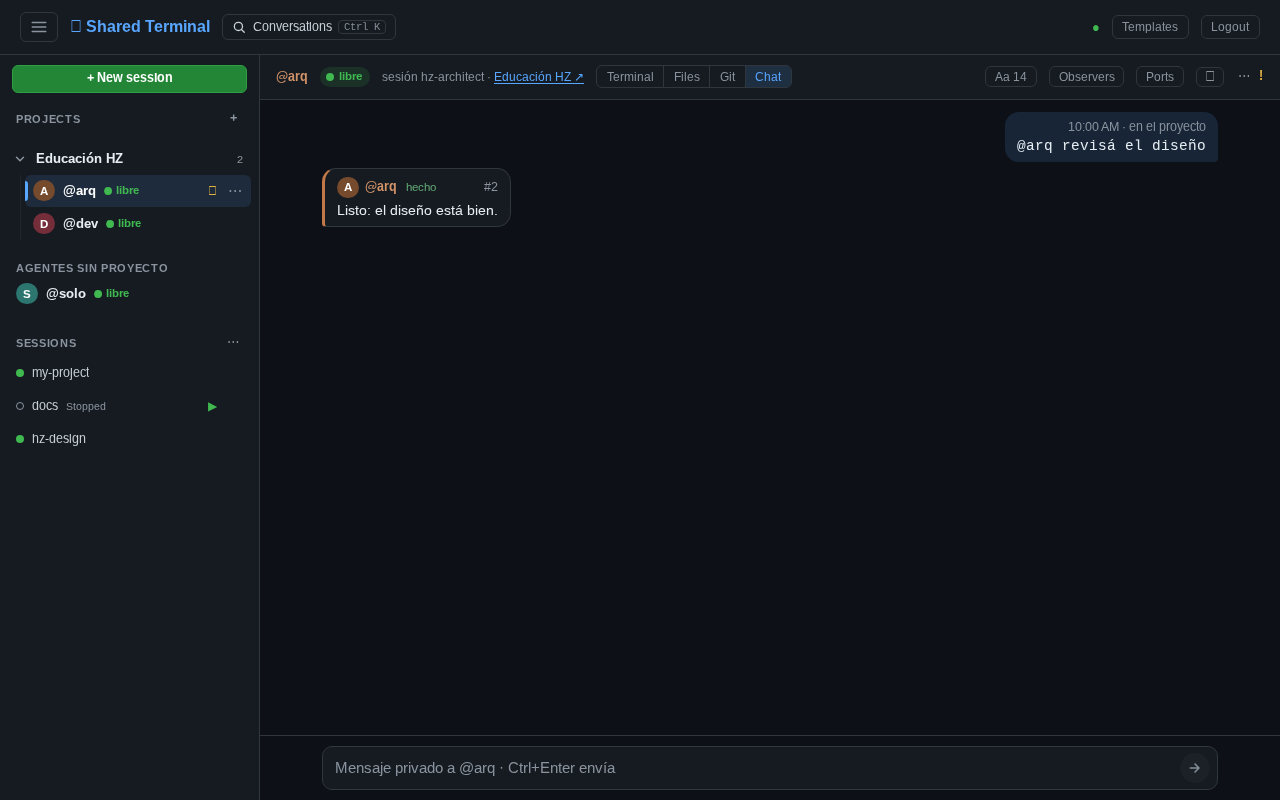 Shared Terminal
Conversations Ctrl K
Templates
Logout
+ New session
PROJECTS +
Educación HZ 2
A @arq libre ···
D @dev libre
AGENTES SIN PROYECTO
S @solo libre
SESSIONS ···
my-project
docs Stopped
hz-design
@arq libre sesión hz-architect · Educación HZ ↗ Terminal Files Git Chat Aa 14 Observers Ports ··· !
10:00 AM · en el proyecto
@arq revisá el diseño
A @arq hecho #2
Listo: el diseño está bien.
Mensaje privado a @arq · Ctrl+Enter envía